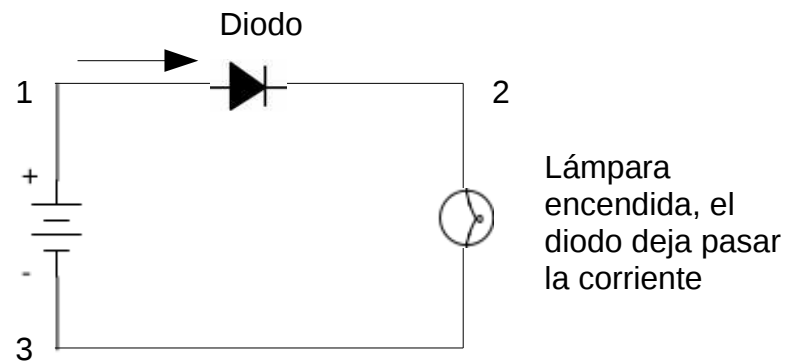 Diodo
1
2
+
Lámpara
encendida, el
diodo deja pasar
la corriente
-
3